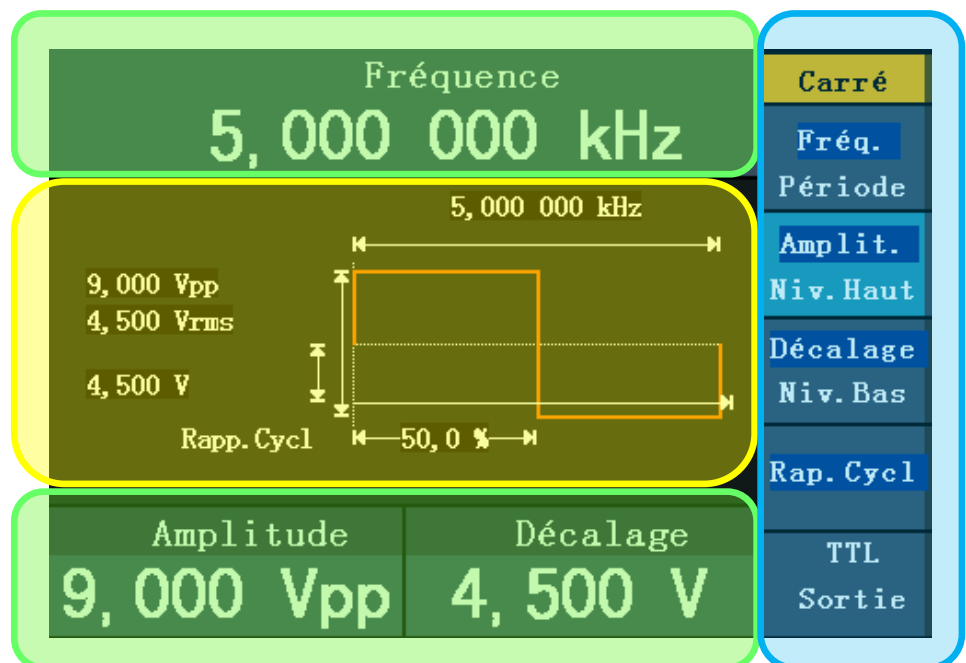 Fréquence
5,000 000 kHz
5,000 000 kHz
9,000 Vpp
4,500 Vrms
4,500 V
Rapp.Cycl
50,0 %
Amplitude
9,000 Vpp
Décalage
4,500 V
Carré
Fréq.
Période
Amplit.
Niv.Haut
Décalage
Niv.Bas
Rap.Cycl
TTL
Sortie